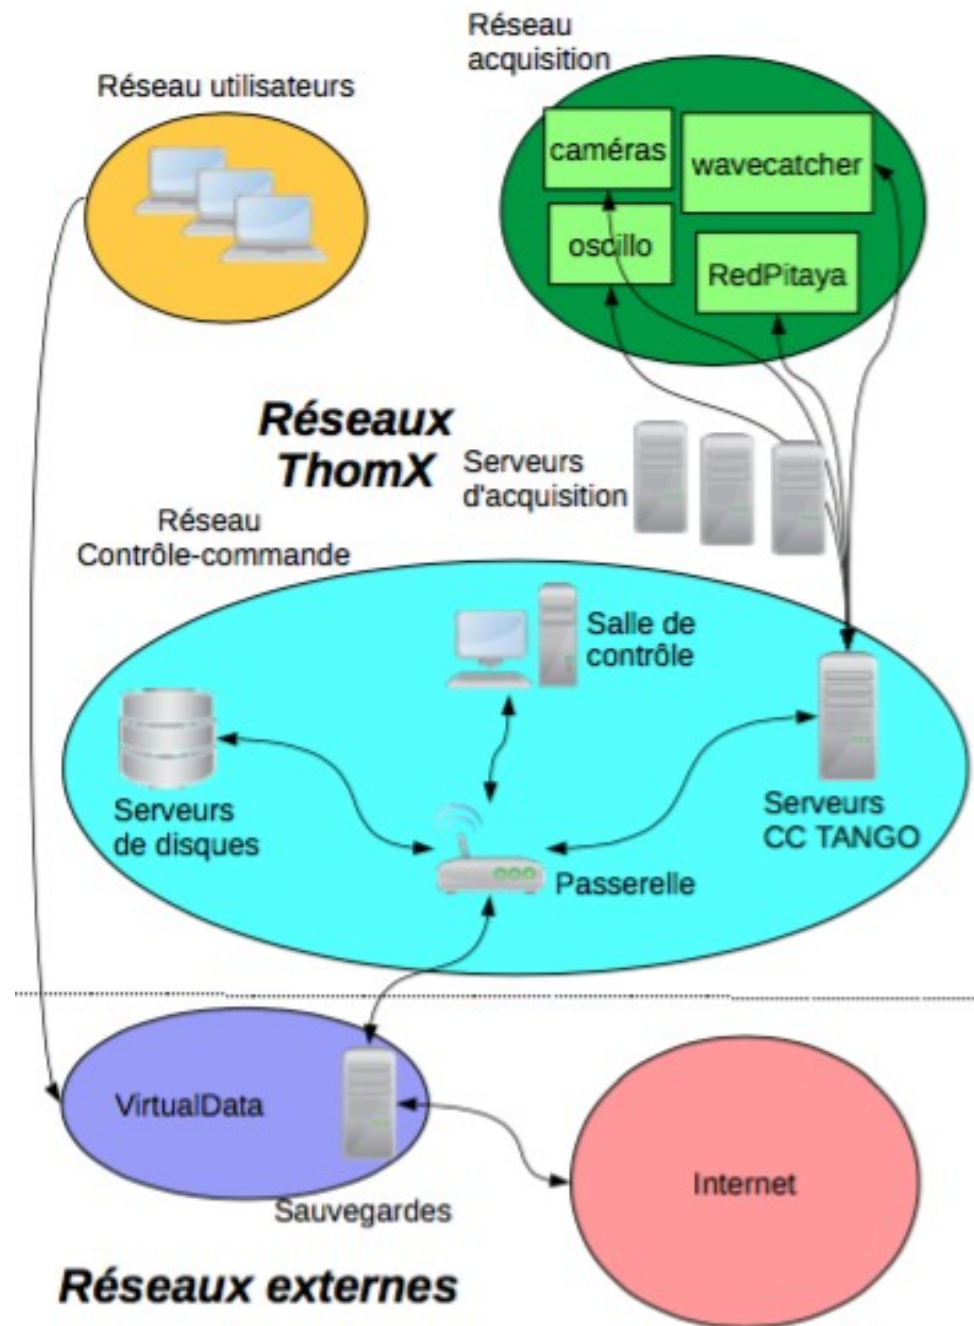 Réseau
acquisition
Réseau utilisateurs
caméras
wavecatcher
oscillo
RedPitaya
Réseaux
ThomX
Serveurs
d'acquisition
Réseau
Contrôle-commande
Salle de
contrôle
Serveurs
de disques
Serveurs
CC TANGO
Passerelle
VirtualData
Internet
Sauvegardes
Réseaux externes